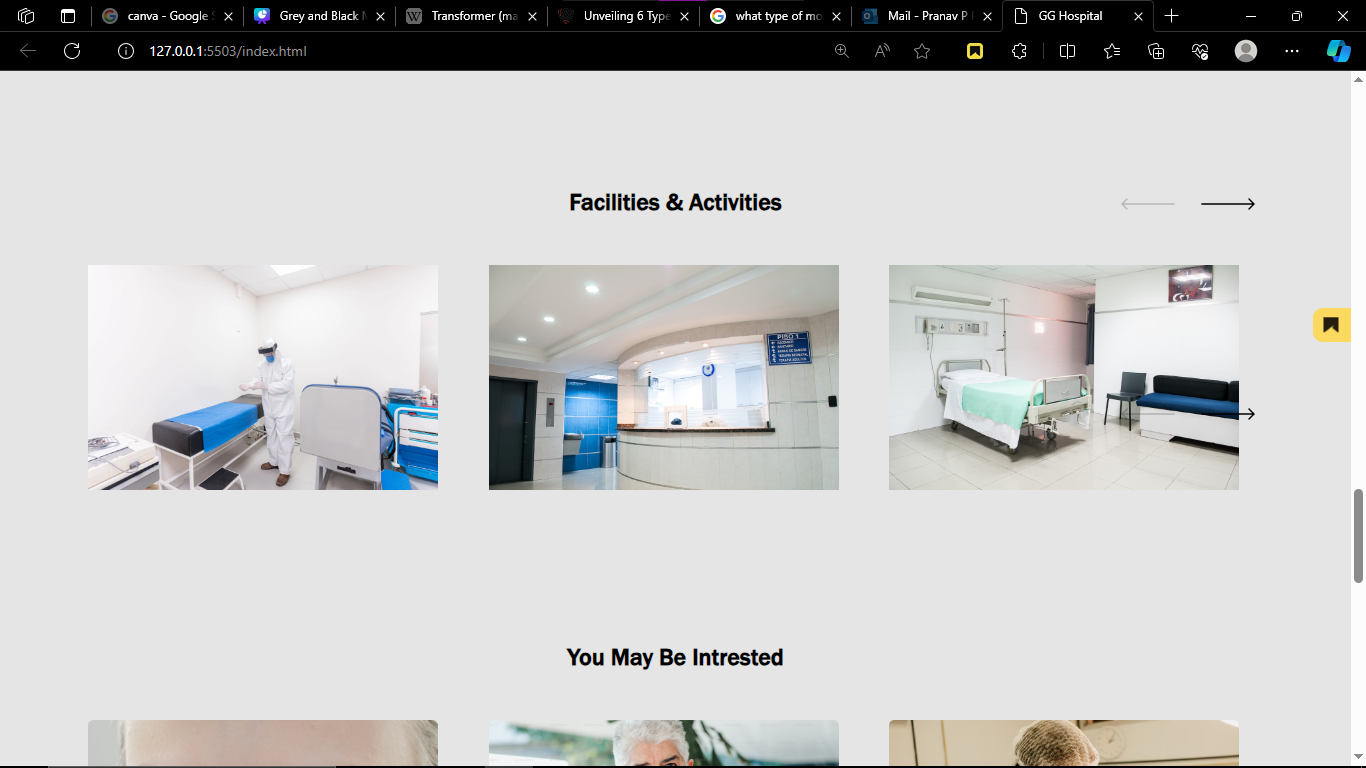 canva - Google
Grey and Black
Transformer (ma
Unveiling 6 Type
what type of mo
Mail - Pranav P
GG Hospital
127.0.0.1:5503/index.html
Facilities & Activities
PISO 1
You May Be Intrested